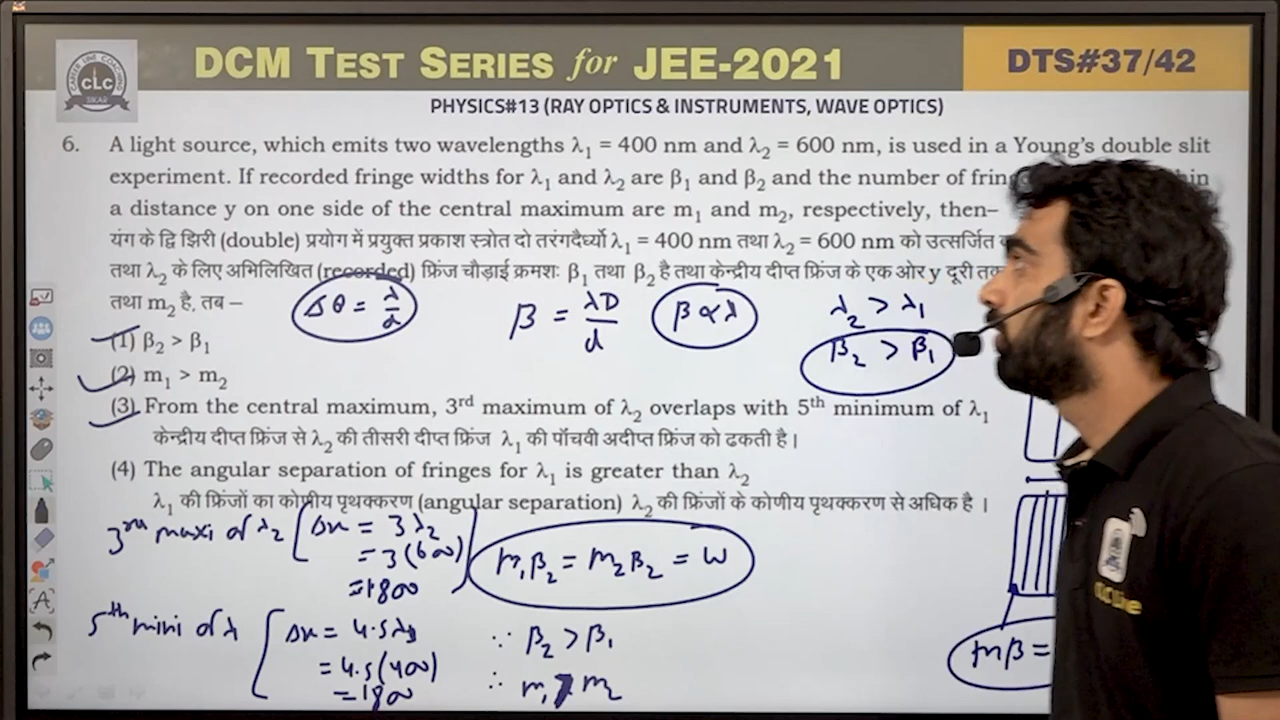 CAREER LINE COACHING
CLC
SIKAR
DCM TEST SERIES for JEE-2021
DTS#37/42
PHYSICS#13 (RAY OPTICS & INSTRUMENTS, WAVE OPTICS)
6. A light source, which emits two wavelengths λ₁ = 400 nm and λ₂ = 600 nm, is used in a Young's double slit
experiment. If recorded fringe widths for λ₁ and λ₂ are β₁ and β₂ and the number of
a distance y on one side of the central maximum are m₁ and m₂, respectively, then–
यंग के द्वि झिरी (double) प्रयोग में प्रयुक्त प्रकाश स्त्रोत दो तरंगदैर्ध्यो λ₁ = 400 nm तथा λ₂ = 600 nm को उत्सर्जित
तथा λ₂ के लिए अभिलिखित (recorded) फ्रिंज चौड़ाई क्रमशः β₁ तथा β₂ है तथा केन्द्रीय दीप्त फ्रिंज के एक ओर y दूरी तक
तथा m₂ है, तब –
Δθ = λ/d
β = λD/d
β ∝ λ
λ₂ > λ₁
β₂ > β₁
(1) β₂ > β₁
(2) m₁ > m₂
(3) From the central maximum, 3rd maximum of λ₂ overlaps with 5th minimum of λ₁
केन्द्रीय दीप्त फ्रिंज से λ₂ की तीसरी दीप्त फ्रिंज λ₁ की पाँचवी अदीप्त फ्रिंज को ढकती है।
(4) The angular separation of fringes for λ₁ is greater than λ₂
λ₁ की फ्रिंजों का कोणीय पृथक्करण (angular separation) λ₂ की फ्रिंजों के कोणीय पृथक्करण से अधिक है ।
3rd maxi of λ₂ Δx = 3λ₂
= 3(600)
= 1800
m₁β₂ = m₂β₂ = W
5th mini of λ Δx = 4.5λ₁
= 4.5(400)
= 1800
∵ β₂ > β₁
∴ m₁ > m₂
mβ =